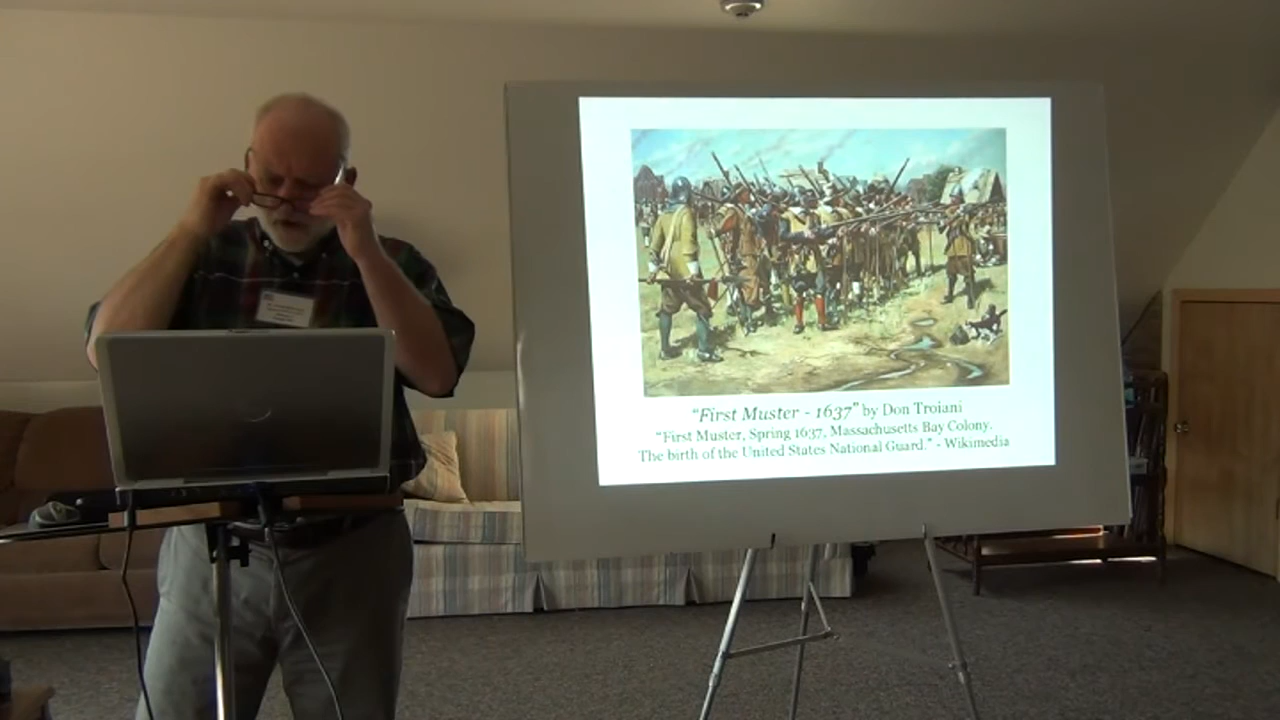 “First Muster - 1637” by Don Troiani
“First Muster, Spring 1637, Massachusetts Bay Colony.
The birth of the United States National Guard.” - Wikimedia